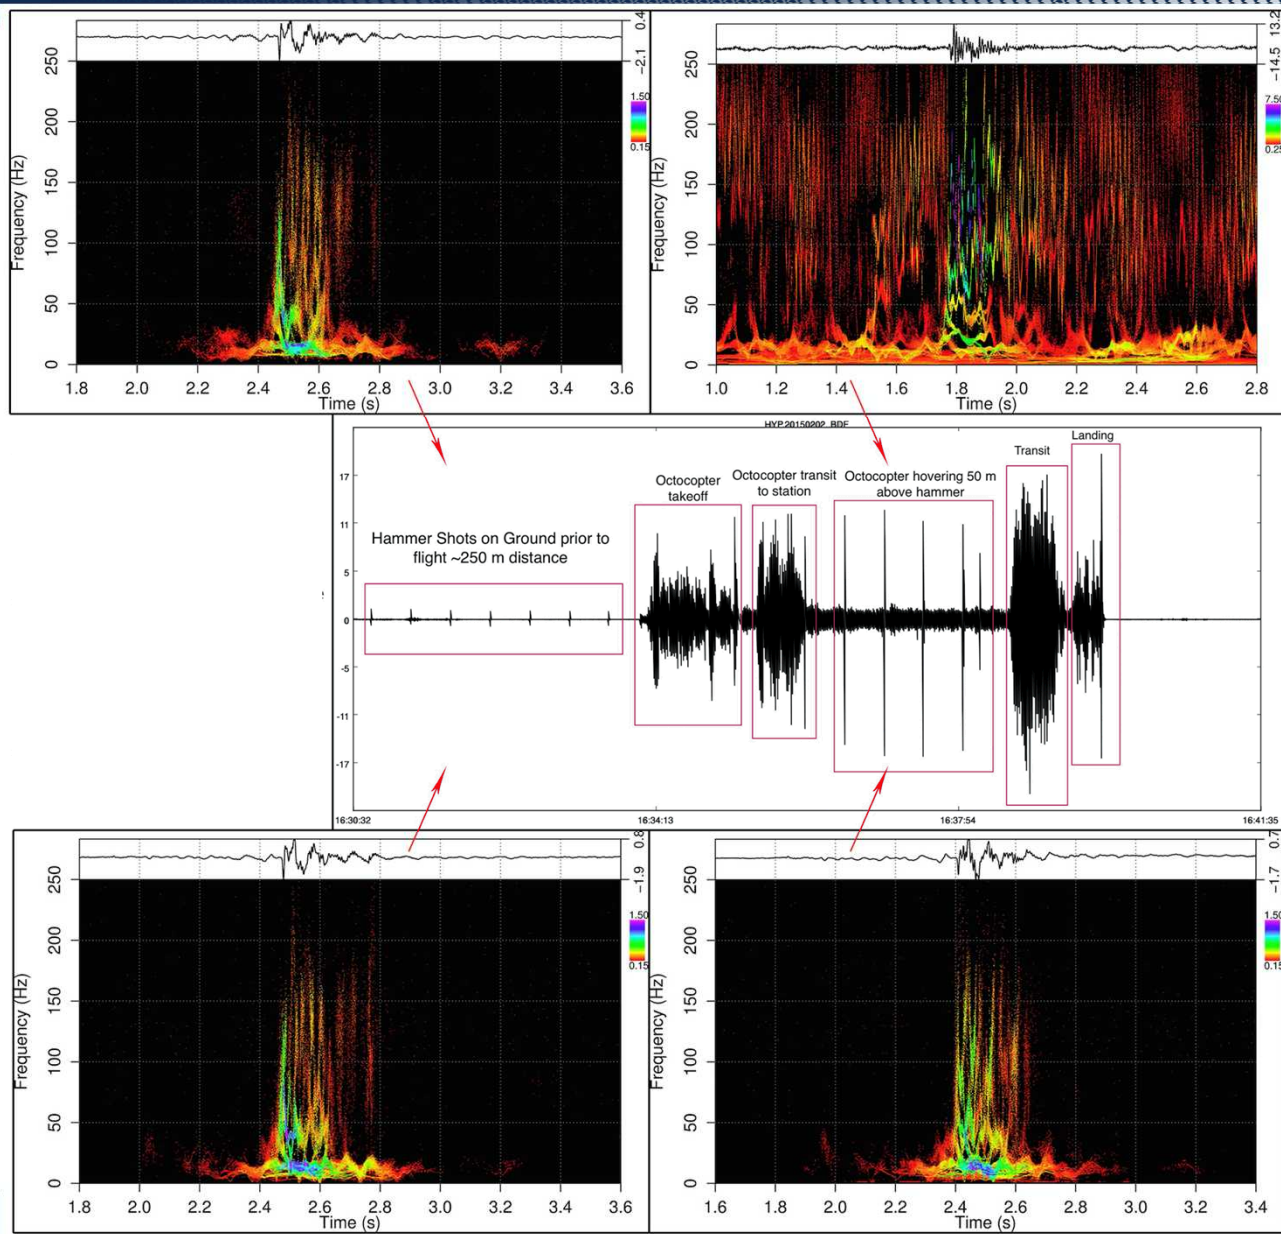 0.4
-2.1
250
200
150
100
50
0
Frequency (Hz)
1.50
0.15
1.8 2.0 2.2 2.4 2.6 2.8 3.0 3.2 3.4 3.6
Time (s)
13.2
-14.5
250
200
150
100
50
0
Frequency (Hz)
7.50
0.25
1.0 1.2 1.4 1.6 1.8 2.0 2.2 2.4 2.6 2.8
Time (s)
HYP.20150202 BDF
17
11
5
0
-5
-11
-17
Hammer Shots on Ground prior to
flight ~250 m distance
Octocopter
takeoff
Octocopter transit
to station
Octocopter hovering 50 m
above hammer
Transit
Landing
16:30:32 16:34:13 16:37:54 16:41:35
0.8
-1.9
250
200
150
100
50
0
Frequency (Hz)
1.50
0.15
1.8 2.0 2.2 2.4 2.6 2.8 3.0 3.2 3.4 3.6
Time (s)
0.7
-1.7
250
200
150
100
50
0
Frequency (Hz)
1.50
0.15
1.6 1.8 2.0 2.2 2.4 2.6 2.8 3.0 3.2 3.4
Time (s)